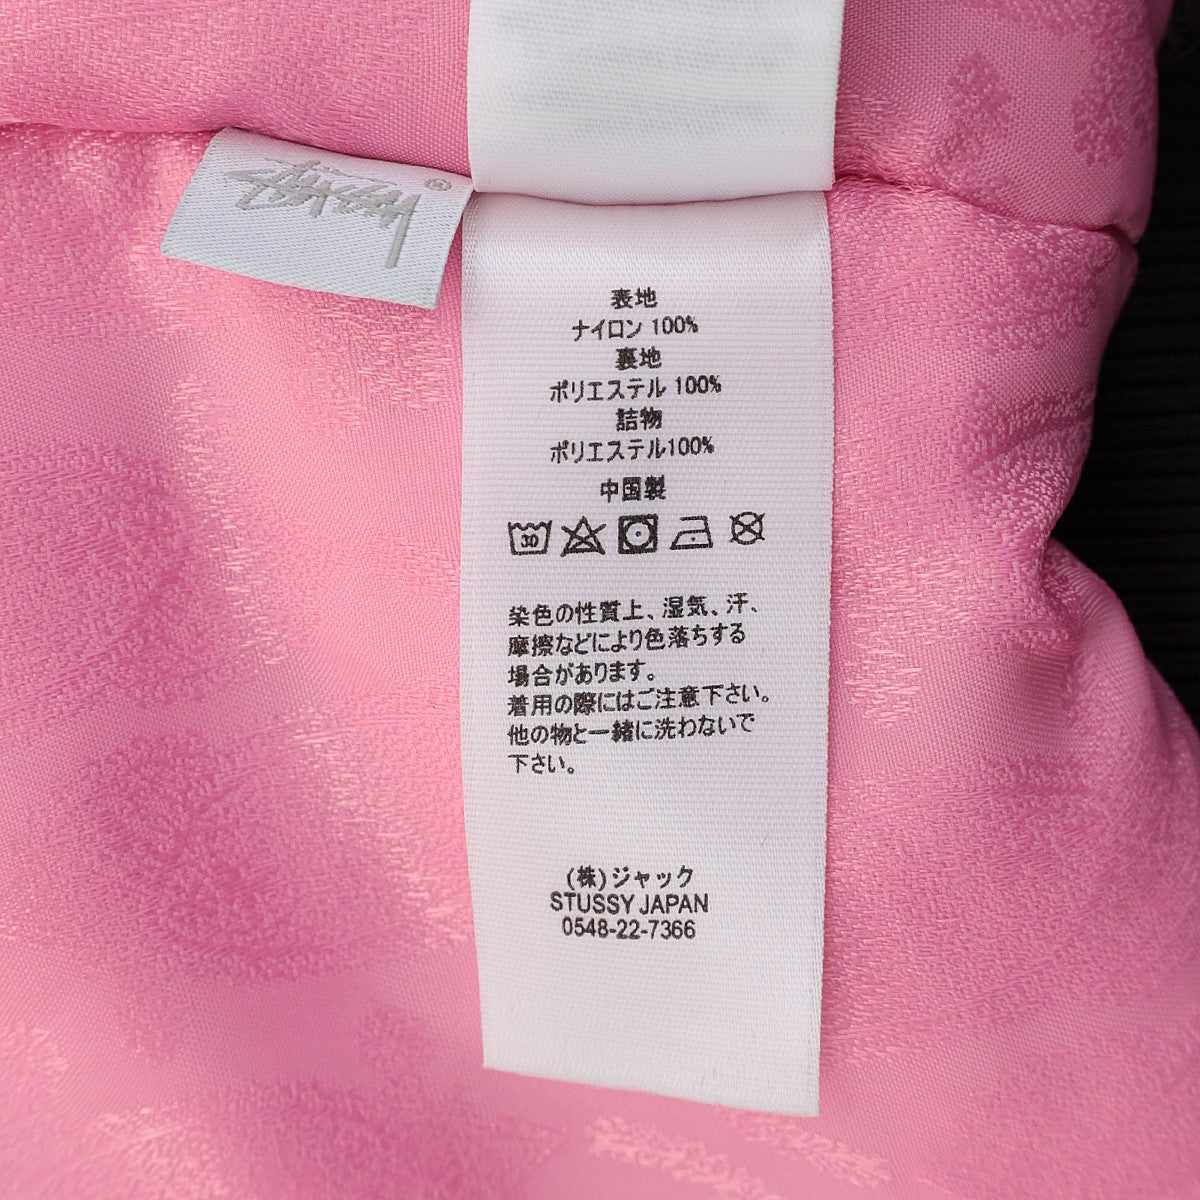 STÜSSY®
表地
ナイロン 100%
裏地
ポリエステル 100%
詰物
ポリエステル100%
中国製
30
染色の性質上、湿気、汗、
摩擦などにより色落ちする
場合があります。
着用の際にはご注意下さい。
他の物と一緒に洗わないで
下さい。
(株)ジャック
STUSSY JAPAN
0548-22-7366